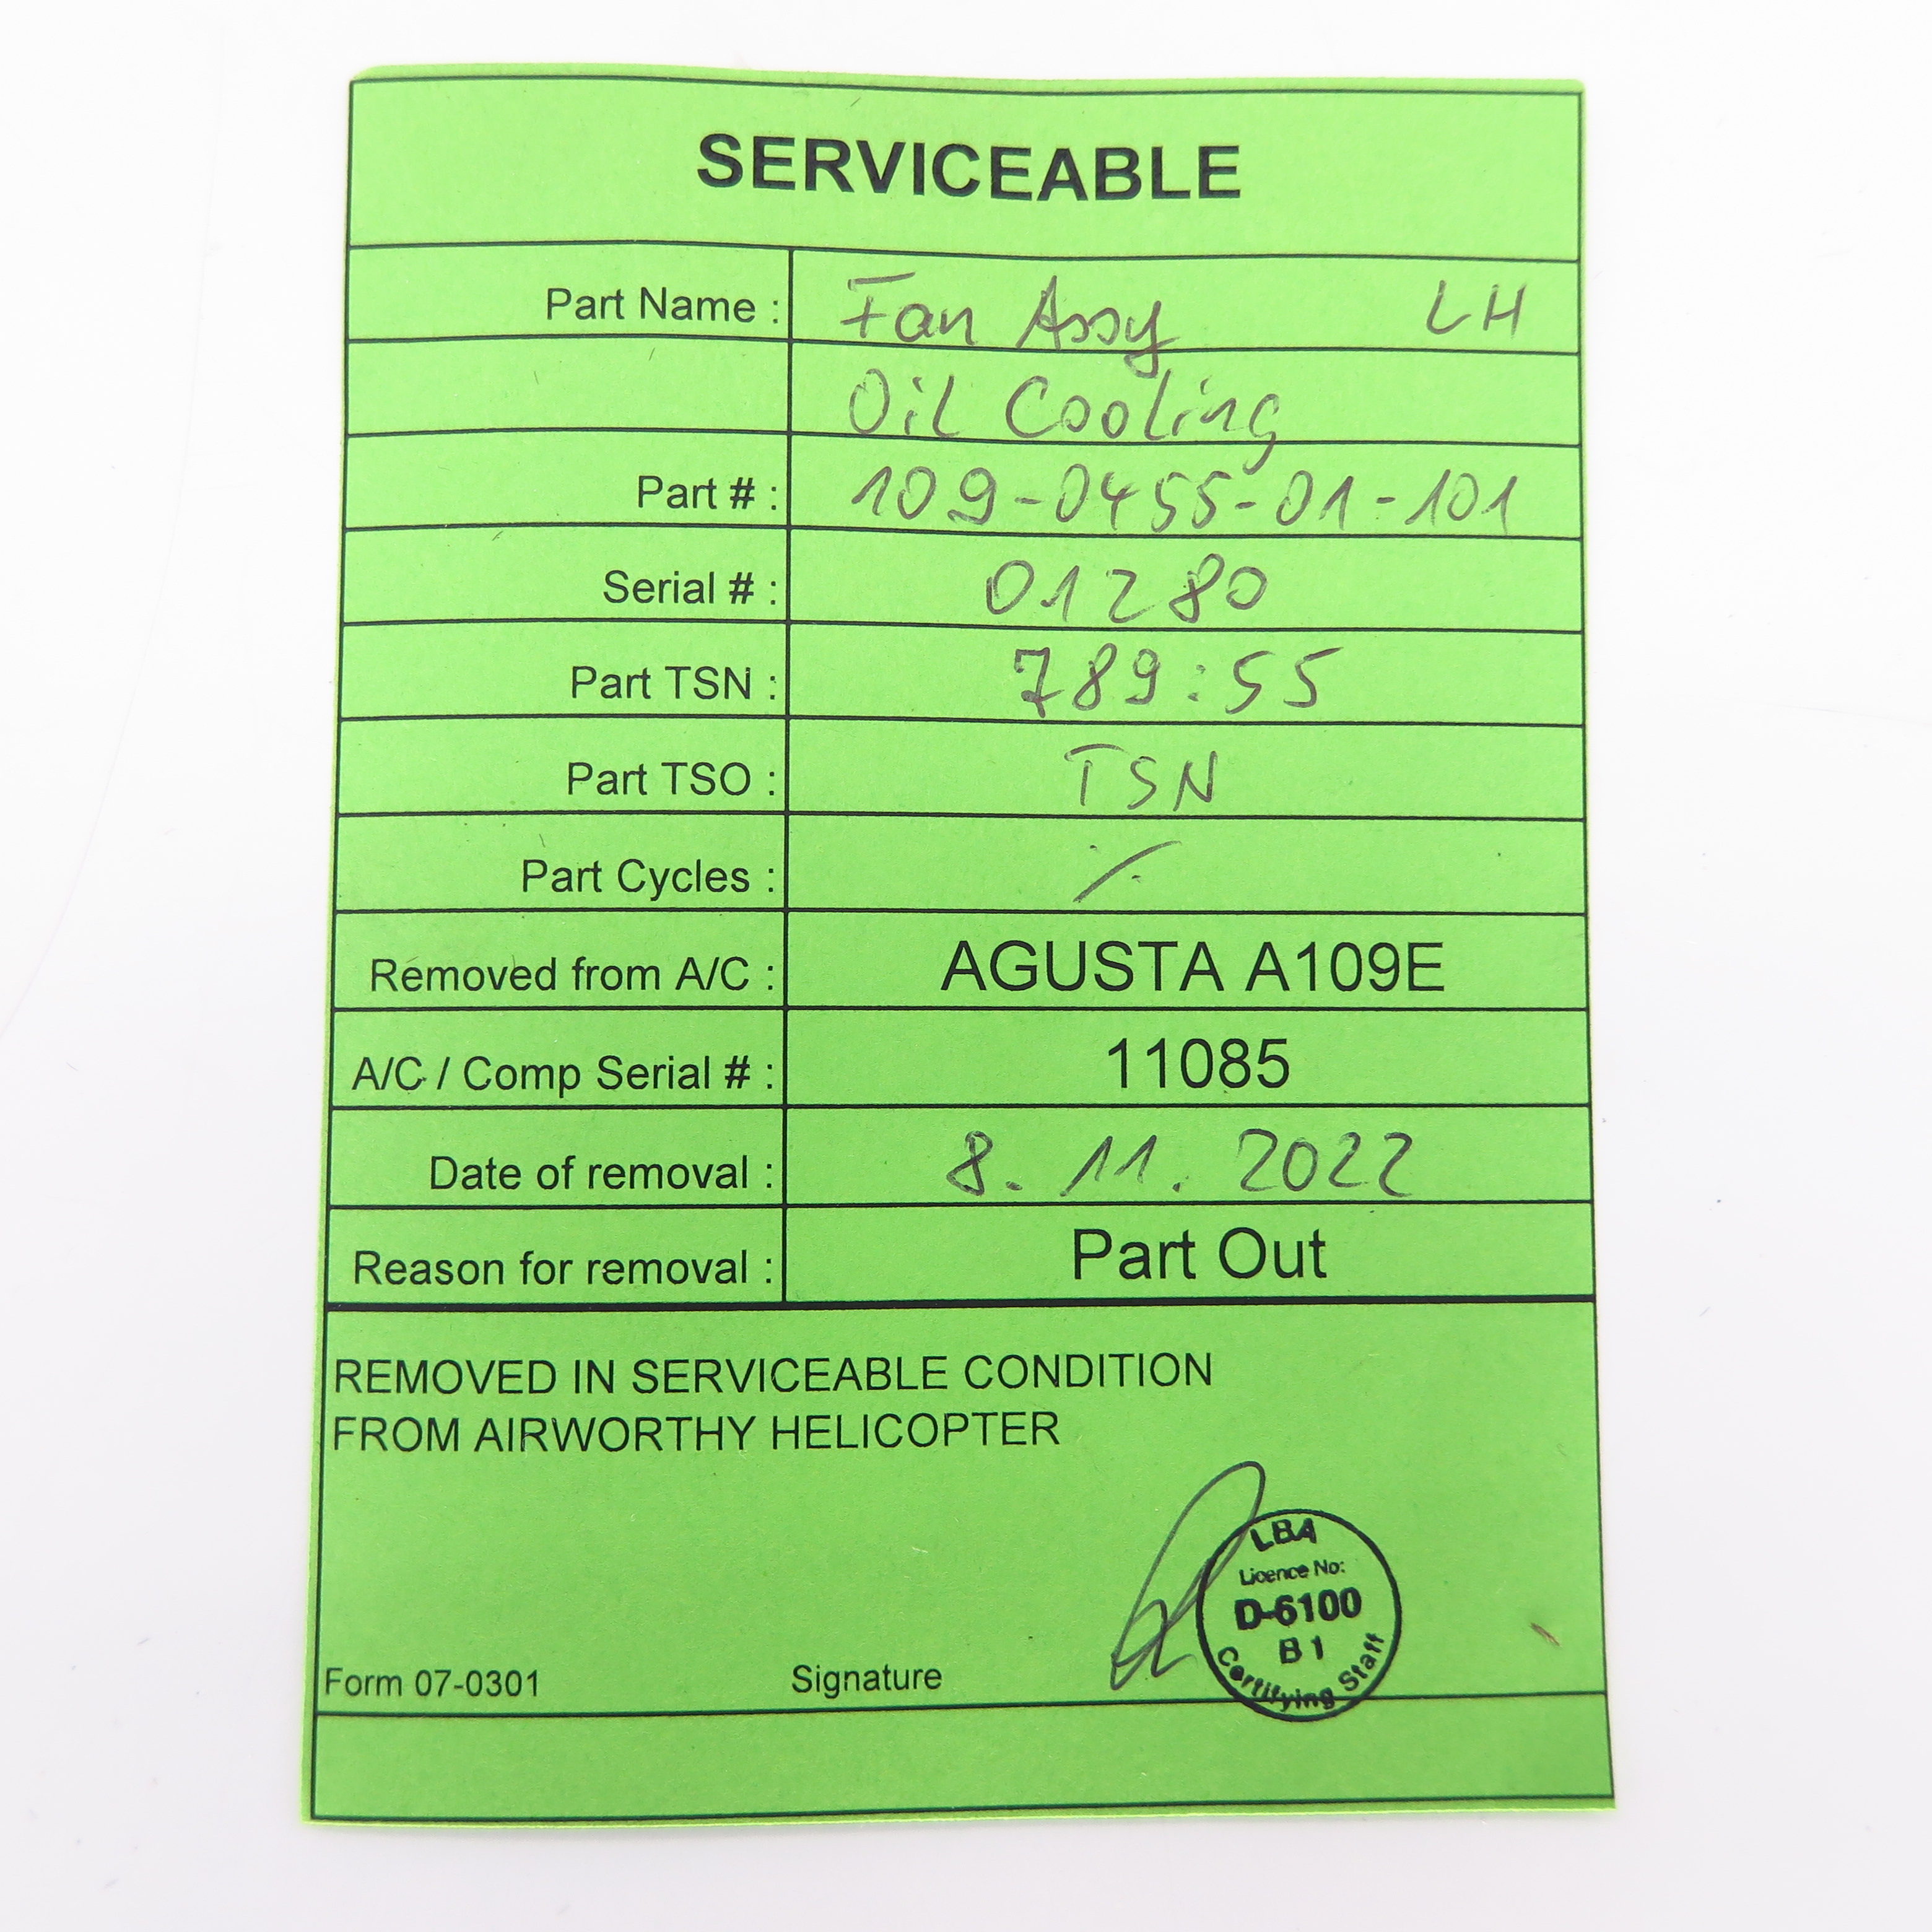 SERVICEABLE
Part Name : Fan Assy LH
Oil Cooling
Part # : 109-0455-01-101
Serial # : 01280
Part TSN : 789:55
Part TSO : TSN
Part Cycles : ⁒
Removed from A/C : AGUSTA A109E
A/C / Comp Serial # : 11085
Date of removal : 8. 11. 2022
Reason for removal : Part Out
REMOVED IN SERVICEABLE CONDITION
FROM AIRWORTHY HELICOPTER
LBA
Licence No:
D-6100
B 1
Certifying Staff
Form 07-0301 Signature